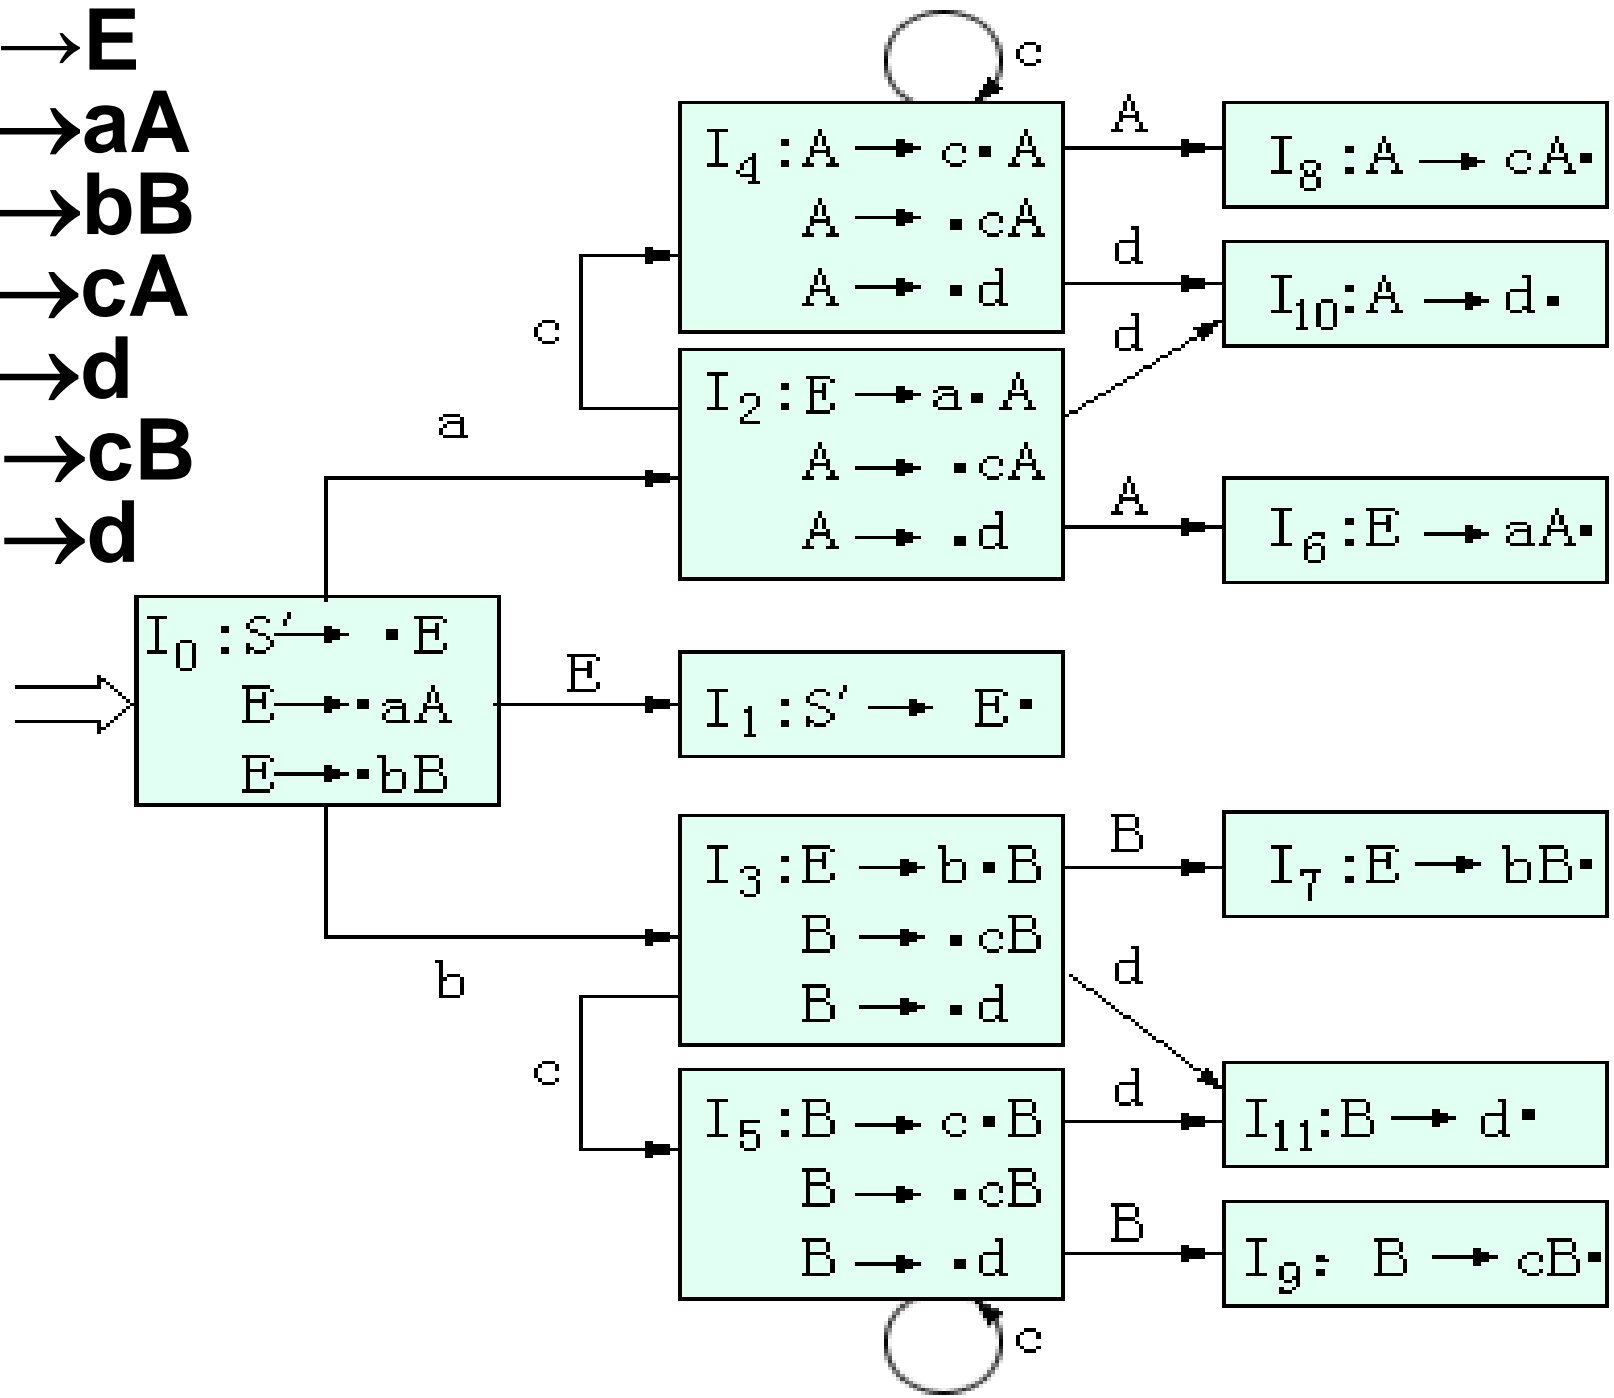 →E
→aA
→bB
→cA
→d
→cB
→d
c
I4:A → c·A
A → ·cA
A → ·d
A
I8:A → cA·
d
I10:A → d·
d
c
I2:E → a·A
A → ·cA
A → ·d
a
A
I6:E → aA·
I0:S′→ ·E
E→·aA
E→·bB
E
I1:S′ → E·
I3:E → b·B
B → ·cB
B → ·d
B
I7:E → bB·
b
d
c
I5:B → c·B
B → ·cB
B → ·d
d
I11:B → d·
B
I9: B → cB·
c